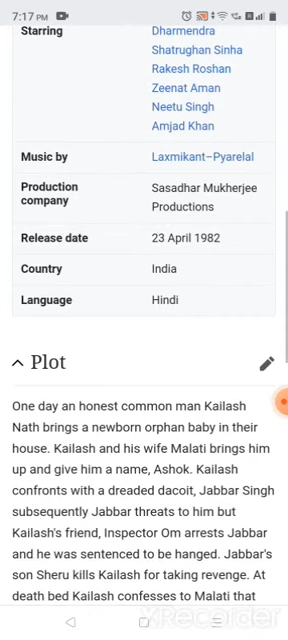 7:17 PM
Starring
Dharmendra
Shatrughan Sinha
Rakesh Roshan
Zeenat Aman
Neetu Singh
Amjad Khan
Music by Laxmikant–Pyarelal
Production company
Sasadhar Mukherjee Productions
Release date 23 April 1982
Country India
Language Hindi
Plot
One day an honest common man Kailash
Nath brings a newborn orphan baby in their
house. Kailash and his wife Malati brings him
up and give him a name, Ashok. Kailash
confronts with a dreaded dacoit, Jabbar Singh
subsequently Jabbar threats to him but
Kailash's friend, Inspector Om arrests Jabbar
and he was sentenced to be hanged. Jabbar's
son Sheru kills Kailash for taking revenge. At
death bed Kailash confesses to Malati that
XRecorder